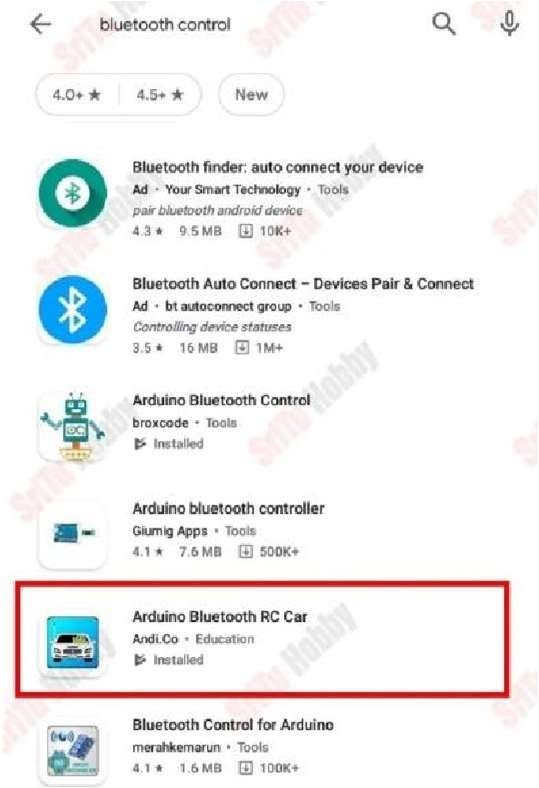 bluetooth control
4.0+ ★ 4.5+ ★ New
Bluetooth finder: auto connect your device
Ad · Your Smart Technology · Tools
pair bluetooth android device
4.3 ★ 9.5 MB 10K+
Bluetooth Auto Connect – Devices Pair & Connect
Ad · bt autoconnect group · Tools
Controlling device statuses
3.5 ★ 16 MB 1M+
Arduino Bluetooth Control
broxcode · Tools
Installed
Arduino bluetooth controller
Giumig Apps · Tools
4.1 ★ 7.6 MB 500K+
Arduino Bluetooth RC Car
Andi.Co · Education
Installed
Bluetooth Control for Arduino
merahkemarun · Tools
4.1 ★ 1.6 MB 100K+
SriTu Hobby